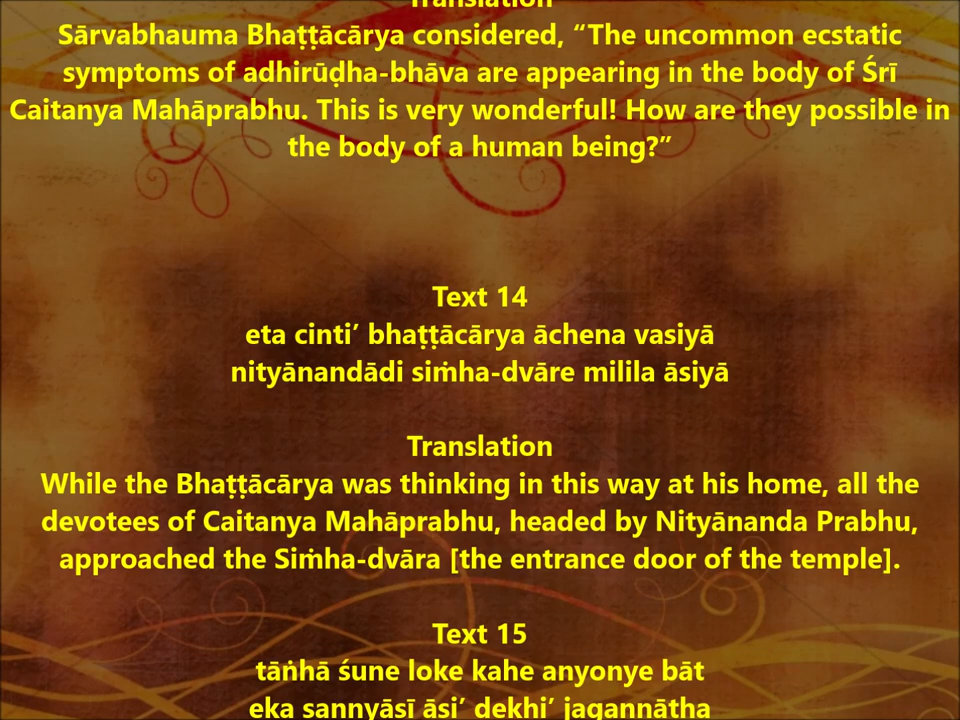 Translation
Sārvabhauma Bhaṭṭācārya considered, “The uncommon ecstatic
symptoms of adhirūḍha-bhāva are appearing in the body of Śrī
Caitanya Mahāprabhu. This is very wonderful! How are they possible in
the body of a human being?”
Text 14
eta cinti’ bhaṭṭācārya āchena vasiyā
nityānandādi siṁha-dvāre milila āsiyā
Translation
While the Bhaṭṭācārya was thinking in this way at his home, all the
devotees of Caitanya Mahāprabhu, headed by Nityānanda Prabhu,
approached the Siṁha-dvāra [the entrance door of the temple].
Text 15
tāṅhā śune loke kahe anyonye bāt
eka sannyāsī āsi’ dekhi’ jagannātha